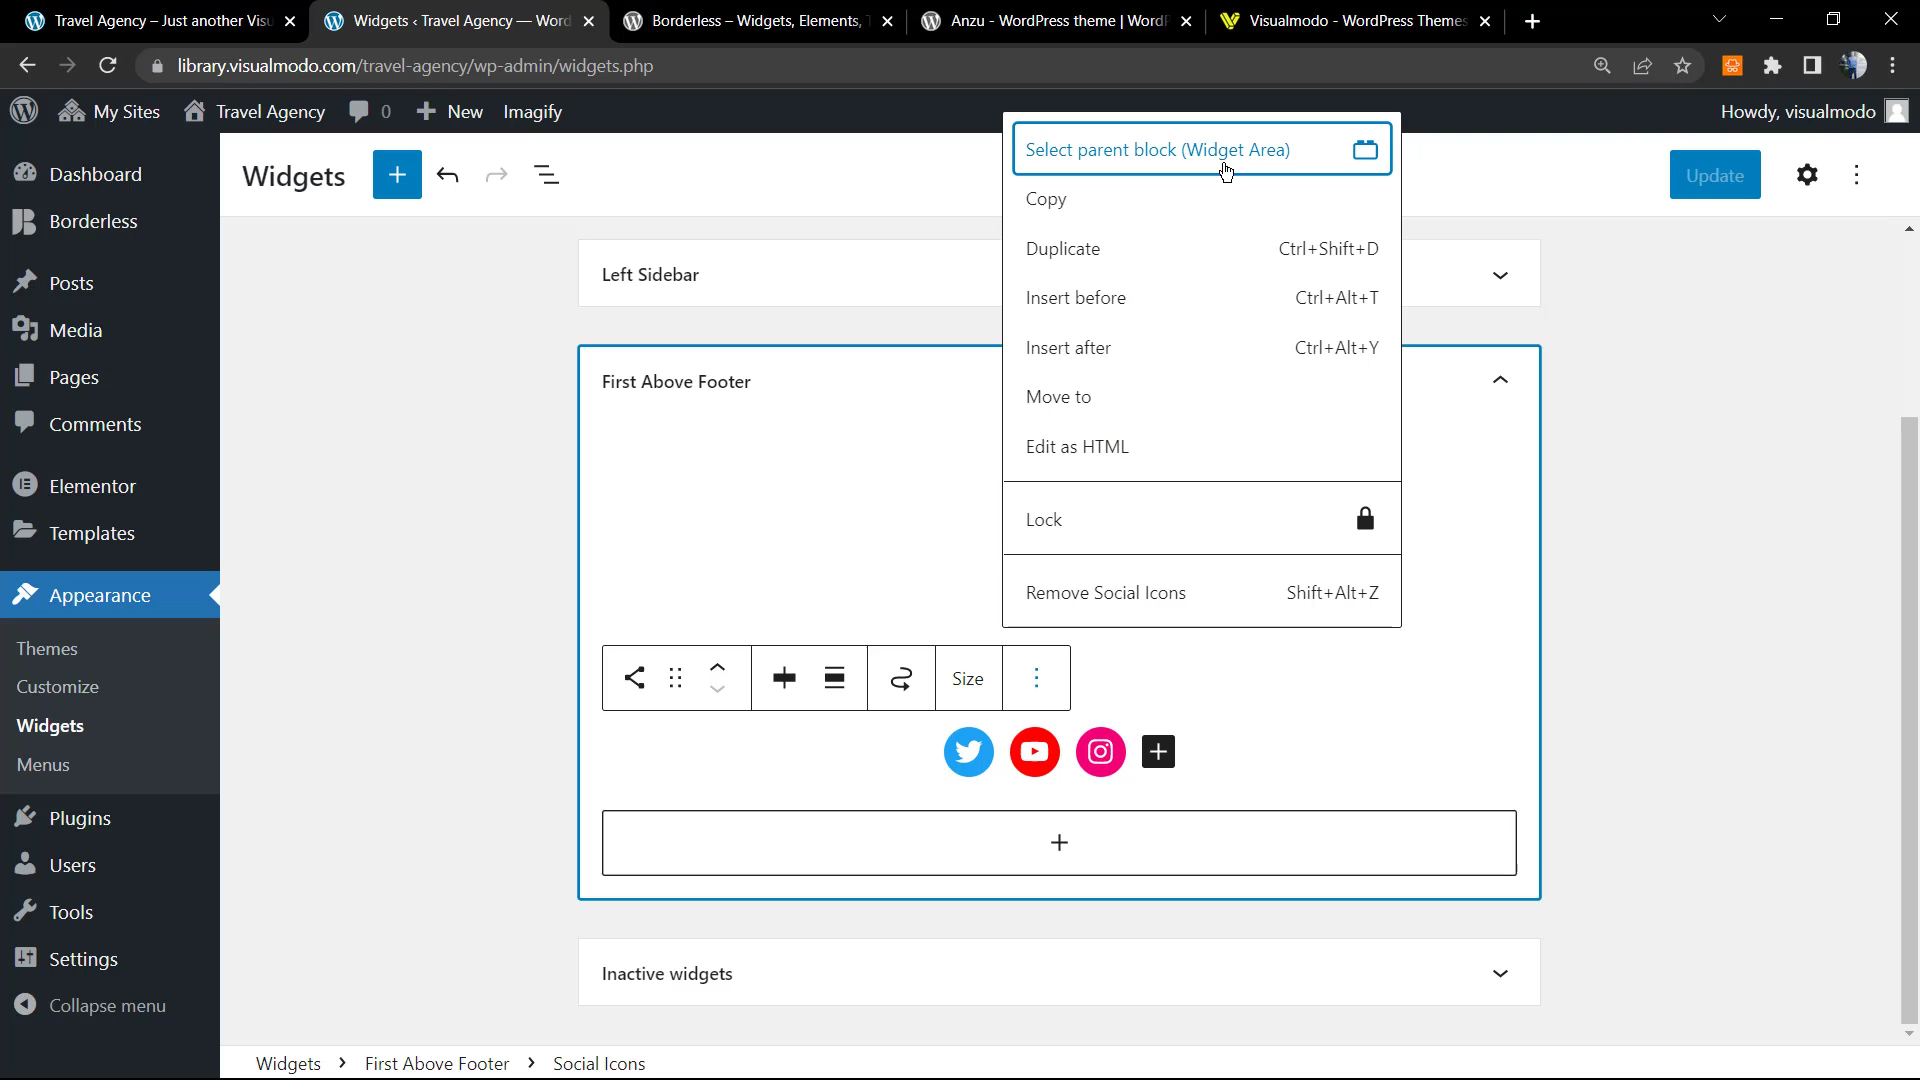 Travel Agency – Just another Visu
Widgets ‹ Travel Agency — Word
Borderless – Widgets, Elements, T
Anzu - WordPress theme | WordP
Visualmodo - WordPress Themes
library.visualmodo.com/travel-agency/wp-admin/widgets.php
My Sites
Travel Agency
0
New
Imagify
Howdy, visualmodo
Dashboard
Borderless
Posts
Media
Pages
Comments
Elementor
Templates
Appearance
Themes
Customize
Widgets
Menus
Plugins
Users
Tools
Settings
Collapse menu
Widgets
Update
Left Sidebar
First Above Footer
Select parent block (Widget Area)
Copy
Duplicate Ctrl+Shift+D
Insert before Ctrl+Alt+T
Insert after Ctrl+Alt+Y
Move to
Edit as HTML
Lock
Remove Social Icons Shift+Alt+Z
Size
Inactive widgets
Widgets › First Above Footer › Social Icons